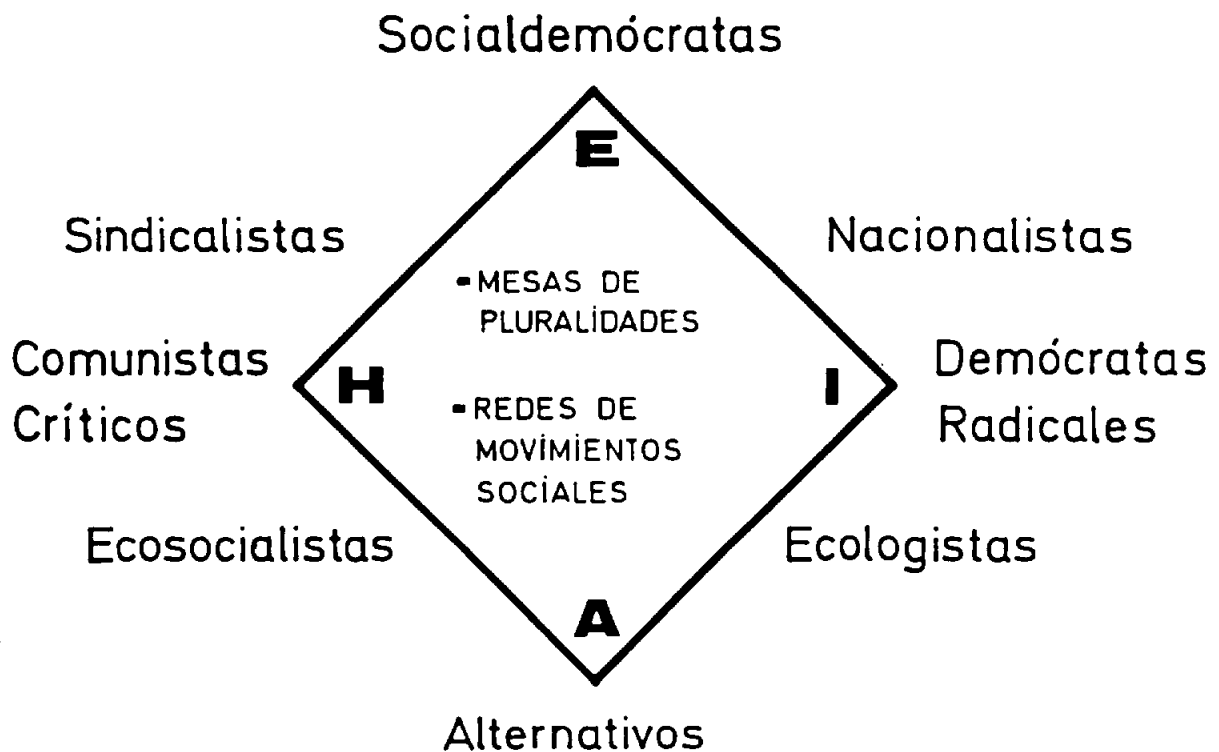 Socialdemócratas
E
Sindicalistas
Nacionalistas
- MESAS DE
PLURALiDADES
Comunistas
Críticos
H
I
Demócratas
Radicales
- REDES DE
MOViMiENTOS
SOCiALES
Ecosocialistas
Ecologistas
A
Alternativos